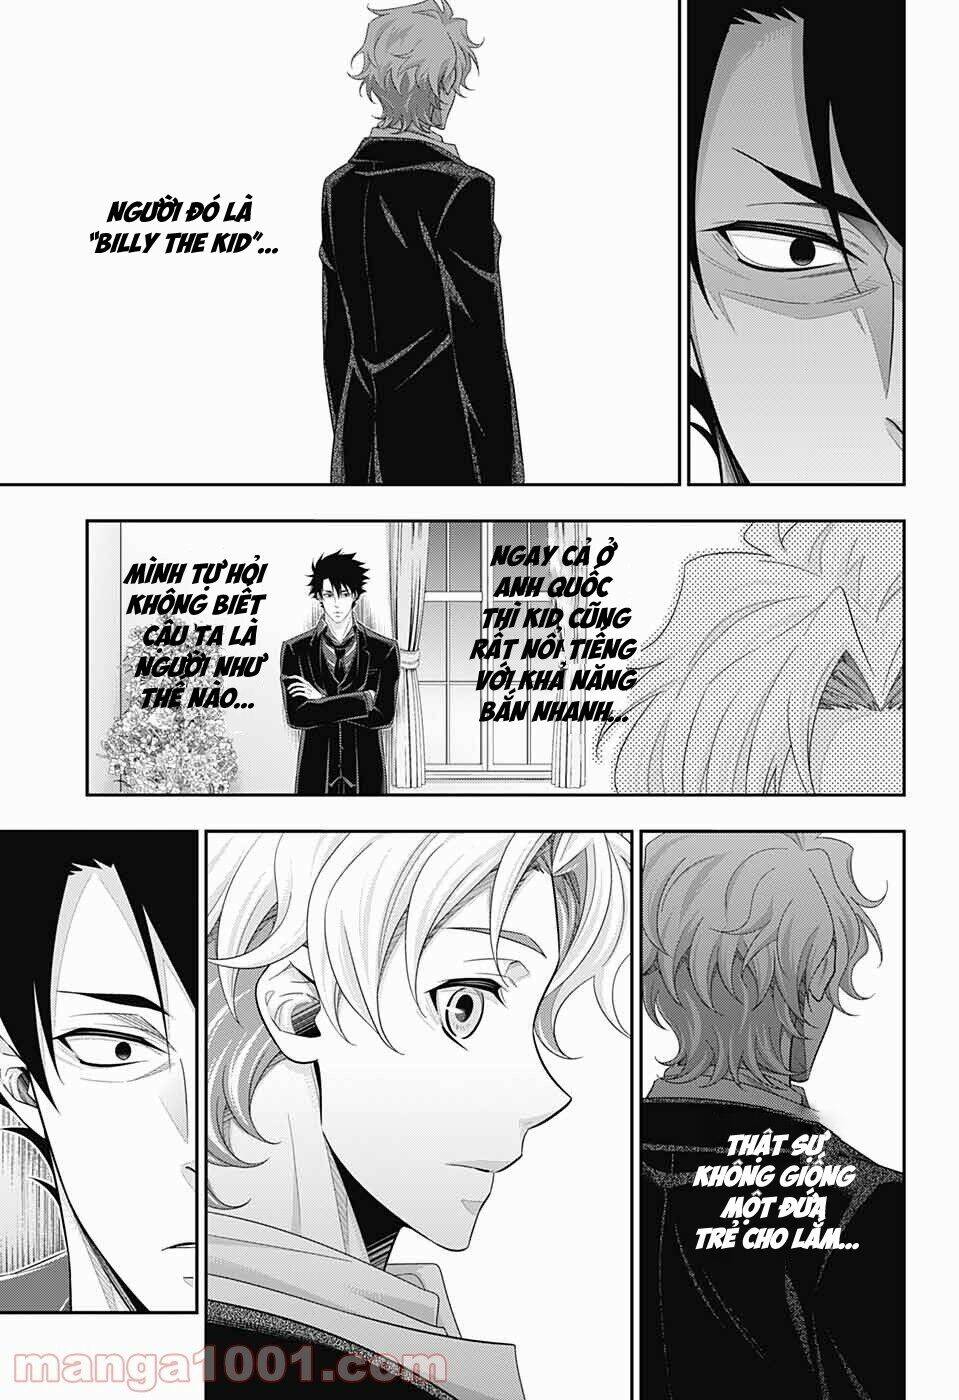 NGƯỜI ĐÓ LÀ
"BILLY THE KID"...
NGAY CẢ Ở
ANH QUỐC
THÌ KID CŨNG
RẤT NỔI TIẾNG
VỚI KHẢ NĂNG
BẮN NHANH...
MÌNH TỰ HỎI
KHÔNG BIẾT
CẬU TA LÀ
NGƯỜI NHƯ
THẾ NÀO...
THẬT SỰ
KHÔNG GIỐNG
MỘT ĐỨA
TRẺ CHO LẮM...
manga1001.com